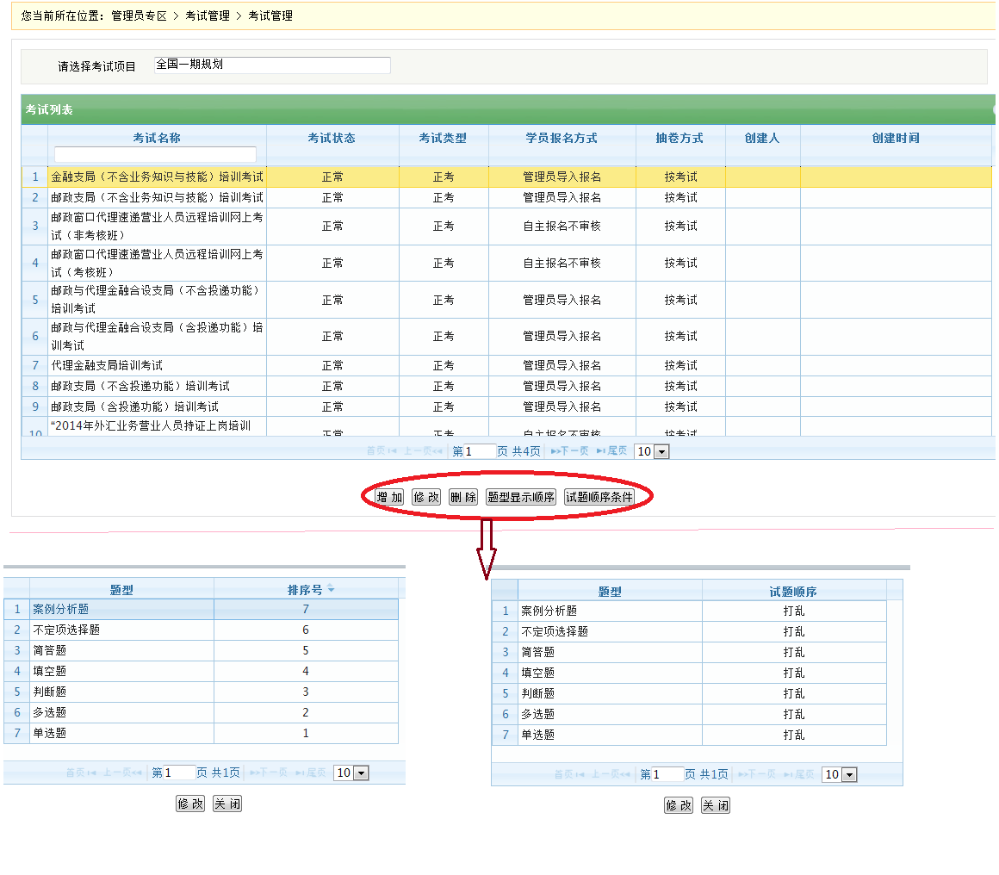 您当前所在位置：管理员专区 > 考试管理 > 考试管理
请选择考试项目 全国一期规划
考试列表
考试名称 考试状态 考试类型 学员报名方式 抽卷方式 创建人 创建时间
1 金融支局（不含业务知识与技能）培训考试 正常 正考 管理员导入报名 按考试
2 邮政支局（不含业务知识与技能）培训考试 正常 正考 管理员导入报名 按考试
3 邮政窗口代理速递营业人员远程培训网上考
试（非考核班） 正常 正考 自主报名不审核 按考试
4 邮政窗口代理速递营业人员远程培训网上考
试（考核班） 正常 正考 自主报名不审核 按考试
5 邮政与代理金融合设支局（不含投递功能）
培训考试 正常 正考 管理员导入报名 按考试
6 邮政与代理金融合设支局（含投递功能）培
训考试 正常 正考 管理员导入报名 按考试
7 代理金融支局培训考试 正常 正考 管理员导入报名 按考试
8 邮政支局（不含投递功能）培训考试 正常 正考 管理员导入报名 按考试
9 邮政支局（含投递功能）培训考试 正常 正考 管理员导入报名 按考试
10 “2014年外汇业务营业人员持证上岗培训 正常 正考 自主报名不审核 按考试
首页 上一页 第1页 共4页 下一页 尾页 10
增 加 修 改 删 除 题型显示顺序 试题顺序条件
题型 排序号
1 案例分析题 7
2 不定项选择题 6
3 简答题 5
4 填空题 4
5 判断题 3
6 多选题 2
7 单选题 1
首页 上一页 第1页 共1页 下一页 尾页 10
修 改 关 闭
题型 试题顺序
1 案例分析题 打乱
2 不定项选择题 打乱
3 简答题 打乱
4 填空题 打乱
5 判断题 打乱
6 多选题 打乱
7 单选题 打乱
首页 上一页 第1页 共1页 下一页 尾页 10
修 改 关 闭